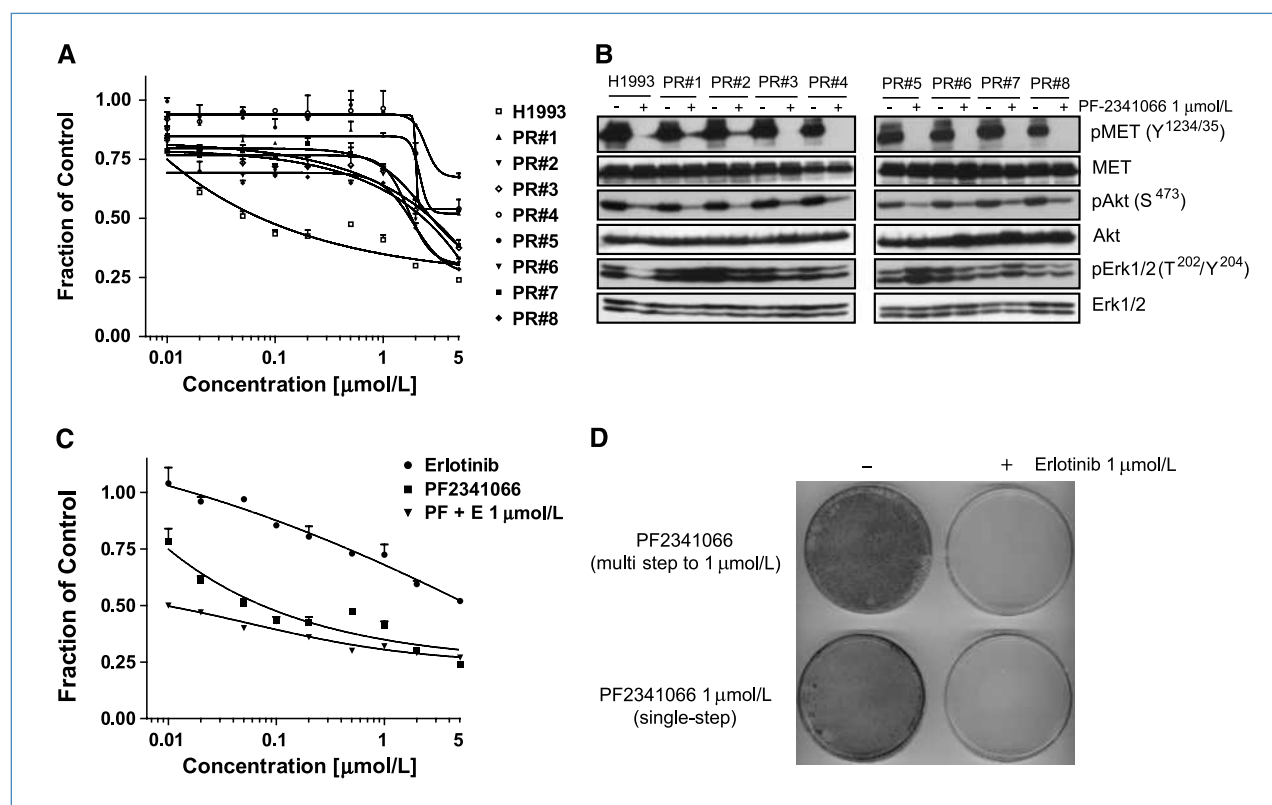 A
Fraction of Control
1.00
0.75
0.50
0.25
0.00
0.01
0.1
1
5
Concentration [μmol/L]
H1993
PR#1
PR#2
PR#3
PR#4
PR#5
PR#6
PR#7
PR#8
B
H1993 PR#1 PR#2 PR#3 PR#4 PR#5 PR#6 PR#7 PR#8
- + - + - + - + - + - + - + - + - + PF-2341066 1 μmol/L
pMET (Y1234/35)
MET
pAkt (S473)
Akt
pErk1/2 (T202/Y204)
Erk1/2
C
Fraction of Control
1.00
0.75
0.50
0.25
0.00
0.01
0.1
1
5
Concentration [μmol/L]
Erlotinib
PF2341066
PF + E 1 μmol/L
D
– + Erlotinib 1 μmol/L
PF2341066
(multi step to 1 μmol/L)
PF2341066 1 μmol/L
(single-step)